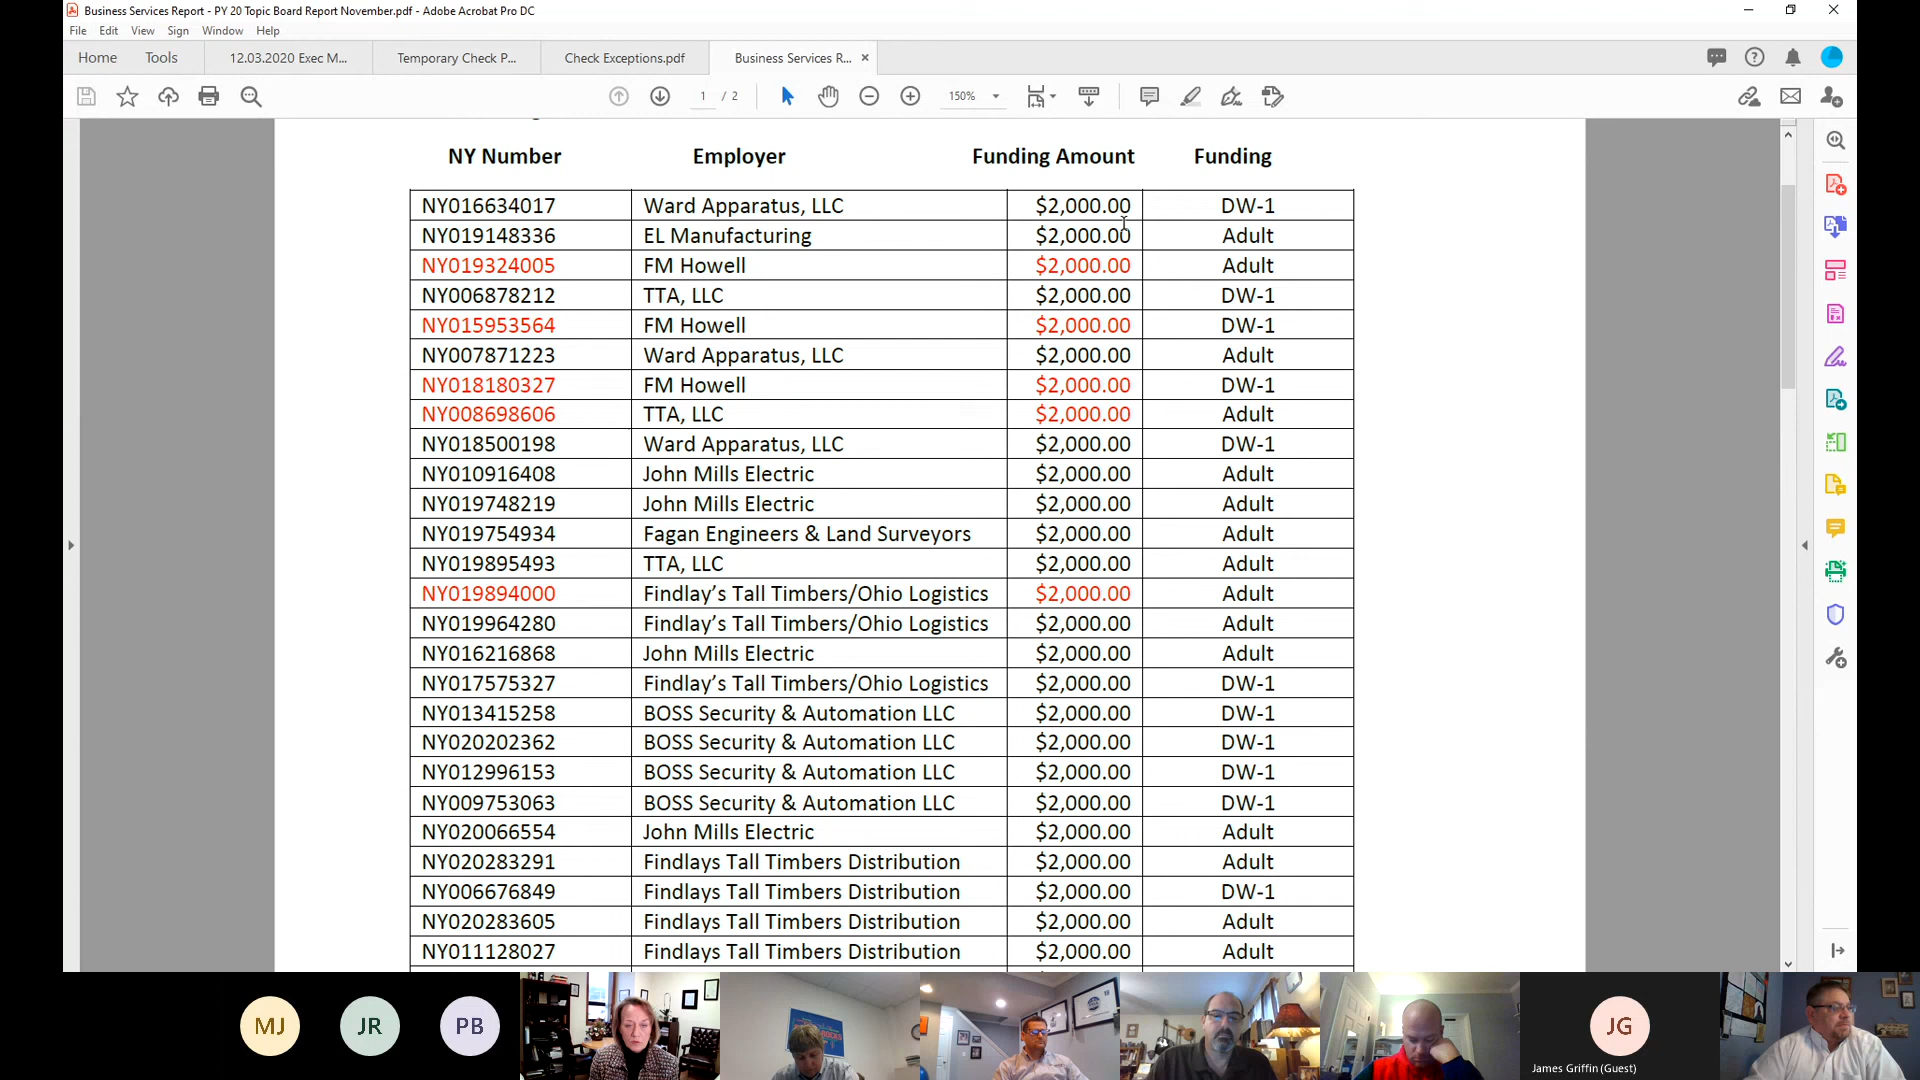 Business Services Report - PY 20 Topic Board Report November.pdf - Adobe Acrobat Pro DC
File Edit View Sign Window Help
Home Tools 12.03.2020 Exec M... Temporary Check P... Check Exceptions.pdf Business Services R...
1 / 2 150%
NY Number Employer Funding Amount Funding
NY016634017 Ward Apparatus, LLC $2,000.00 DW-1
NY019148336 EL Manufacturing $2,000.00 Adult
NY019324005 FM Howell $2,000.00 Adult
NY006878212 TTA, LLC $2,000.00 DW-1
NY015953564 FM Howell $2,000.00 DW-1
NY007871223 Ward Apparatus, LLC $2,000.00 Adult
NY018180327 FM Howell $2,000.00 DW-1
NY008698606 TTA, LLC $2,000.00 Adult
NY018500198 Ward Apparatus, LLC $2,000.00 DW-1
NY010916408 John Mills Electric $2,000.00 Adult
NY019748219 John Mills Electric $2,000.00 Adult
NY019754934 Fagan Engineers & Land Surveyors $2,000.00 Adult
NY019895493 TTA, LLC $2,000.00 Adult
NY019894000 Findlay’s Tall Timbers/Ohio Logistics $2,000.00 Adult
NY019964280 Findlay’s Tall Timbers/Ohio Logistics $2,000.00 Adult
NY016216868 John Mills Electric $2,000.00 Adult
NY017575327 Findlay’s Tall Timbers/Ohio Logistics $2,000.00 DW-1
NY013415258 BOSS Security & Automation LLC $2,000.00 DW-1
NY020202362 BOSS Security & Automation LLC $2,000.00 DW-1
NY012996153 BOSS Security & Automation LLC $2,000.00 DW-1
NY009753063 BOSS Security & Automation LLC $2,000.00 DW-1
NY020066554 John Mills Electric $2,000.00 Adult
NY020283291 Findlays Tall Timbers Distribution $2,000.00 Adult
NY006676849 Findlays Tall Timbers Distribution $2,000.00 DW-1
NY020283605 Findlays Tall Timbers Distribution $2,000.00 Adult
NY011128027 Findlays Tall Timbers Distribution $2,000.00 Adult
MJ JR PB JG
James Griffin (Guest)